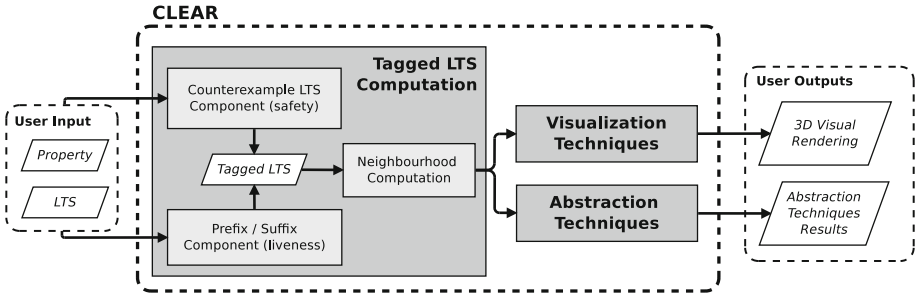 CLEAR
Tagged LTS
Computation
User Input
Property
LTS
Counterexample LTS
Component (safety)
Tagged LTS
Prefix / Suffix
Component (liveness)
Neighbourhood
Computation
Visualization
Techniques
Abstraction
Techniques
User Outputs
3D Visual
Rendering
Abstraction
Techniques
Results